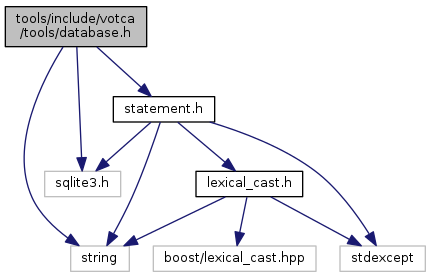 tools/include/votca
/tools/database.h
statement.h
sqlite3.h
lexical_cast.h
string
boost/lexical_cast.hpp
stdexcept